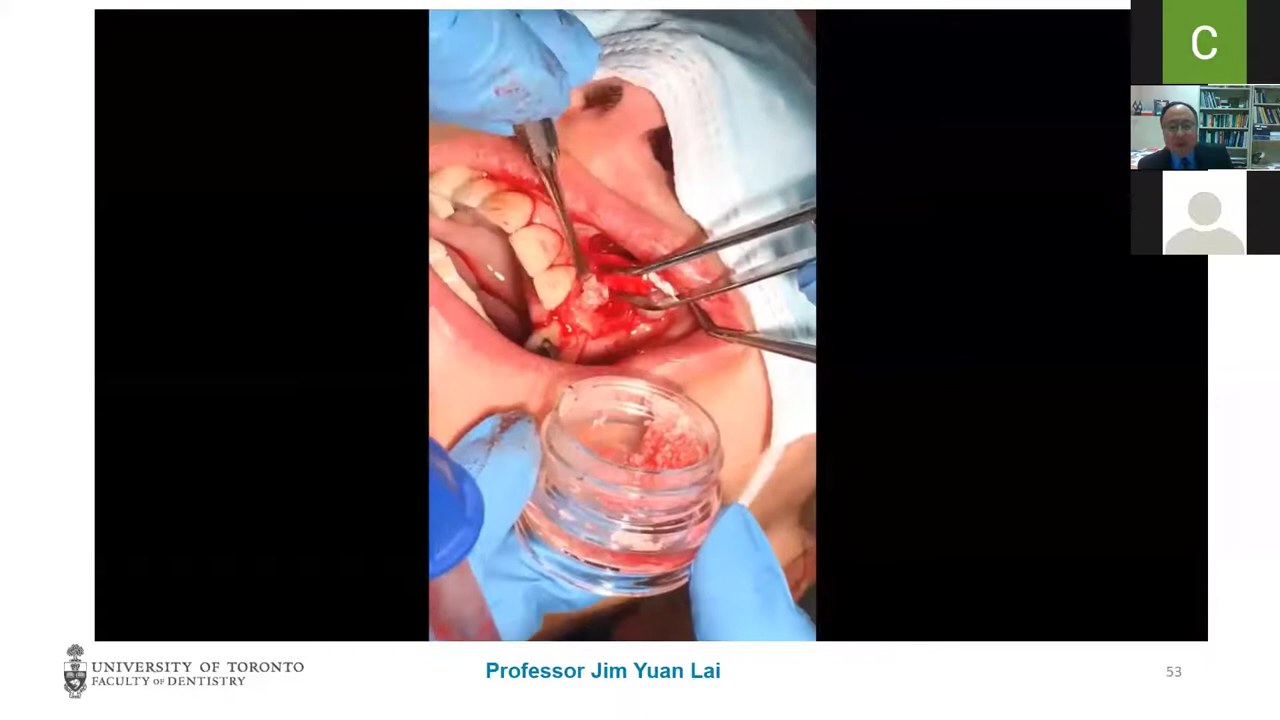 C
UNIVERSITY OF TORONTO
FACULTY OF DENTISTRY
Professor Jim Yuan Lai
53